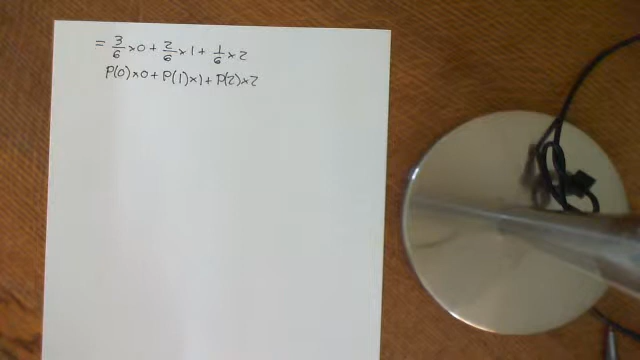 = 3/6 ×0 + 2/6 ×1 + 1/6 ×2
P(0)×0 + P(1)×1 + P(2)×2